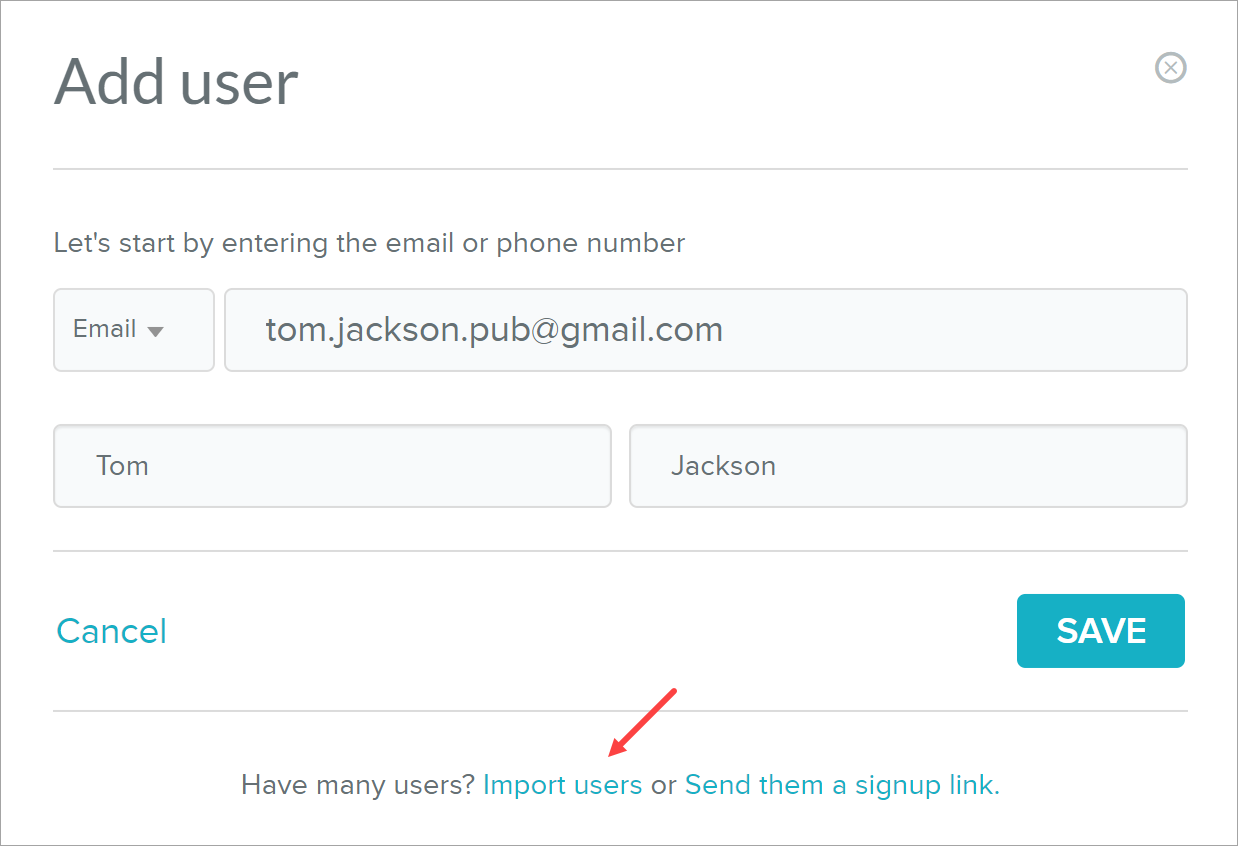 Add user
Let's start by entering the email or phone number
Email tom.jackson.pub@gmail.com
Tom Jackson
Cancel SAVE
Have many users? Import users or Send them a signup link.